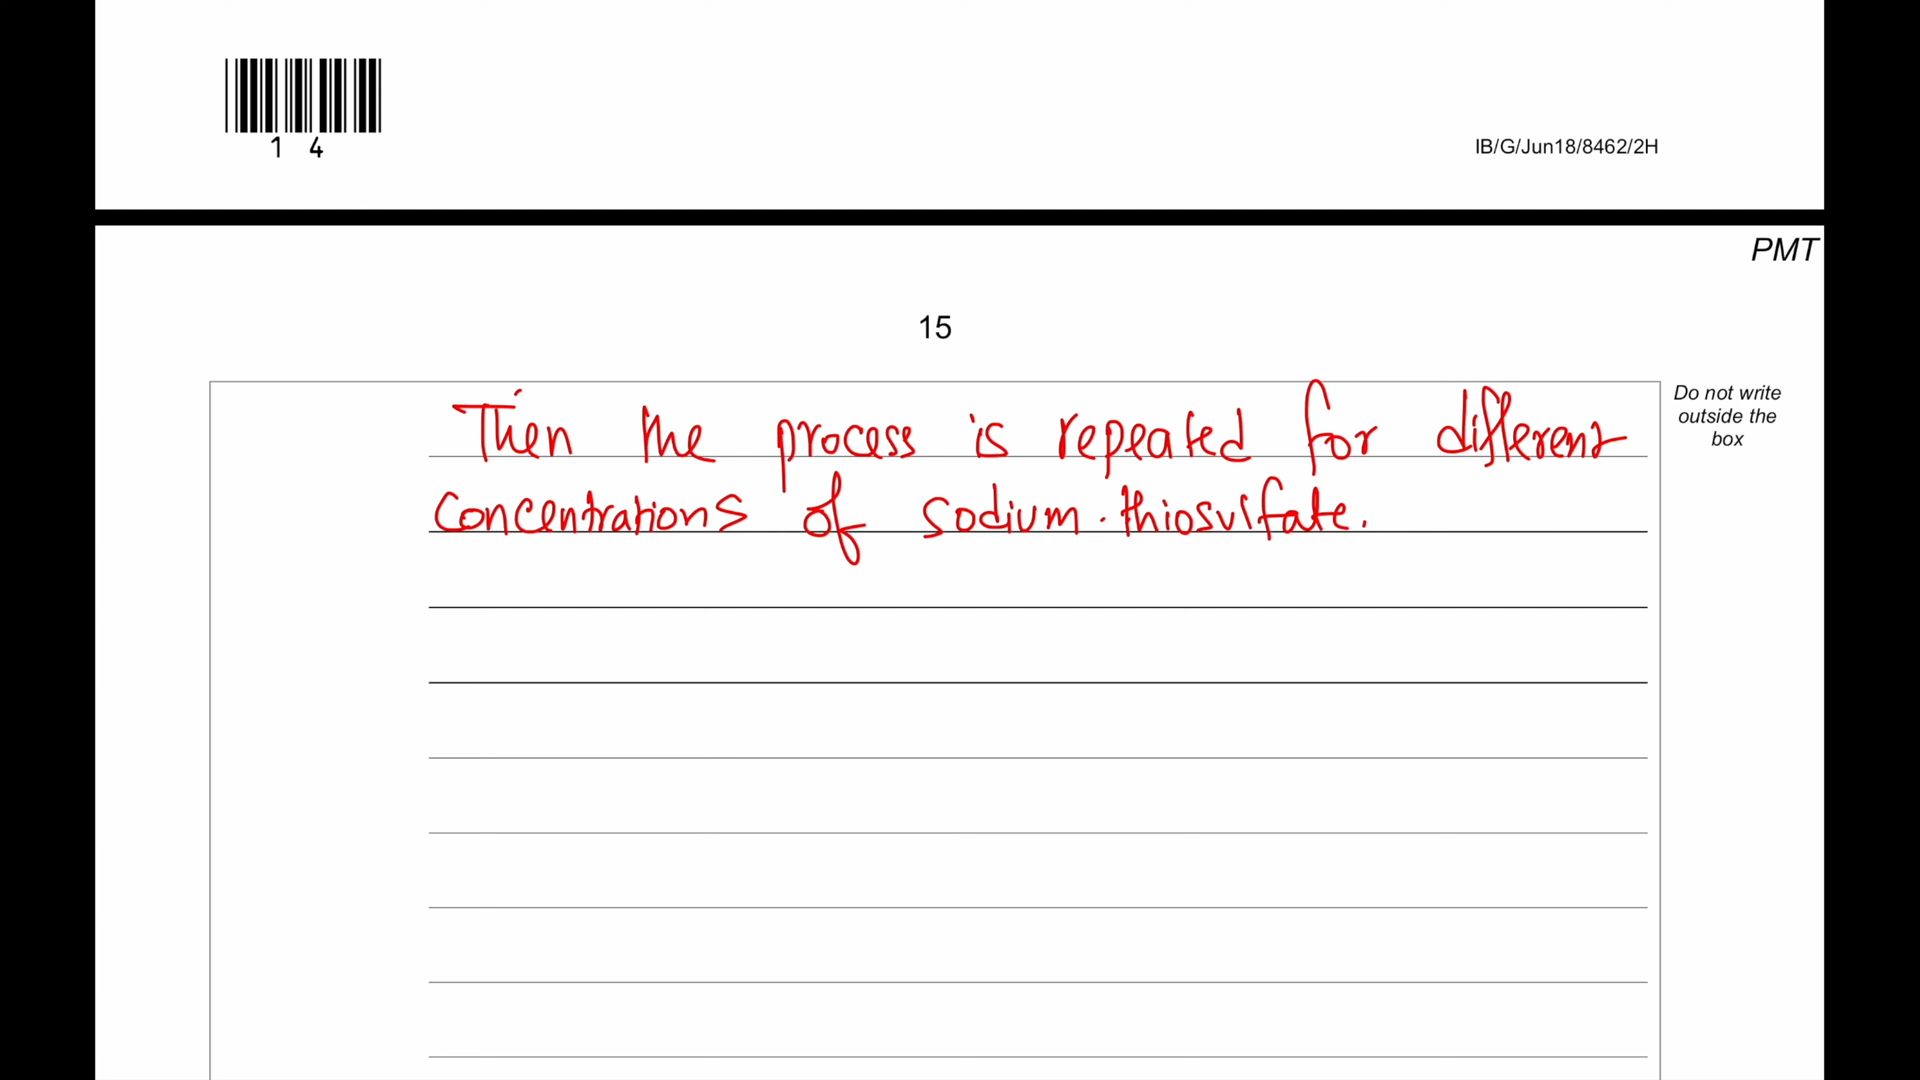 1 4
IB/G/Jun18/8462/2H
PMT
15
Then the process is repeated for different
concentrations of sodium thiosulfate.
Do not write
outside the
box